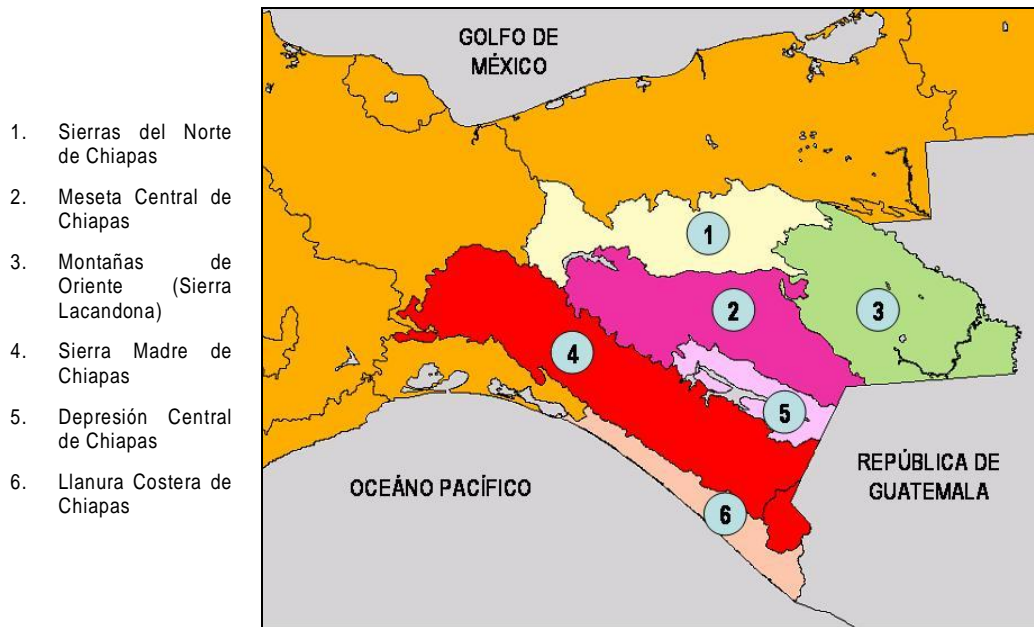 1. Sierras del Norte
de Chiapas
2. Meseta Central de
Chiapas
3. Montañas de
Oriente (Sierra
Lacandona)
4. Sierra Madre de
Chiapas
5. Depresión Central
de Chiapas
6. Llanura Costera de
Chiapas
GOLFO DE
MÉXICO
1
2
3
4
5
6
OCEÁNO PACÍFICO
REPÚBLICA DE
GUATEMALA